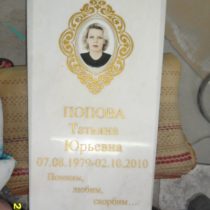 ПОПОВА
Татьяна
Юрьевна
07.08.1979-02.10.2010
Помним,
любим,
скорбим....